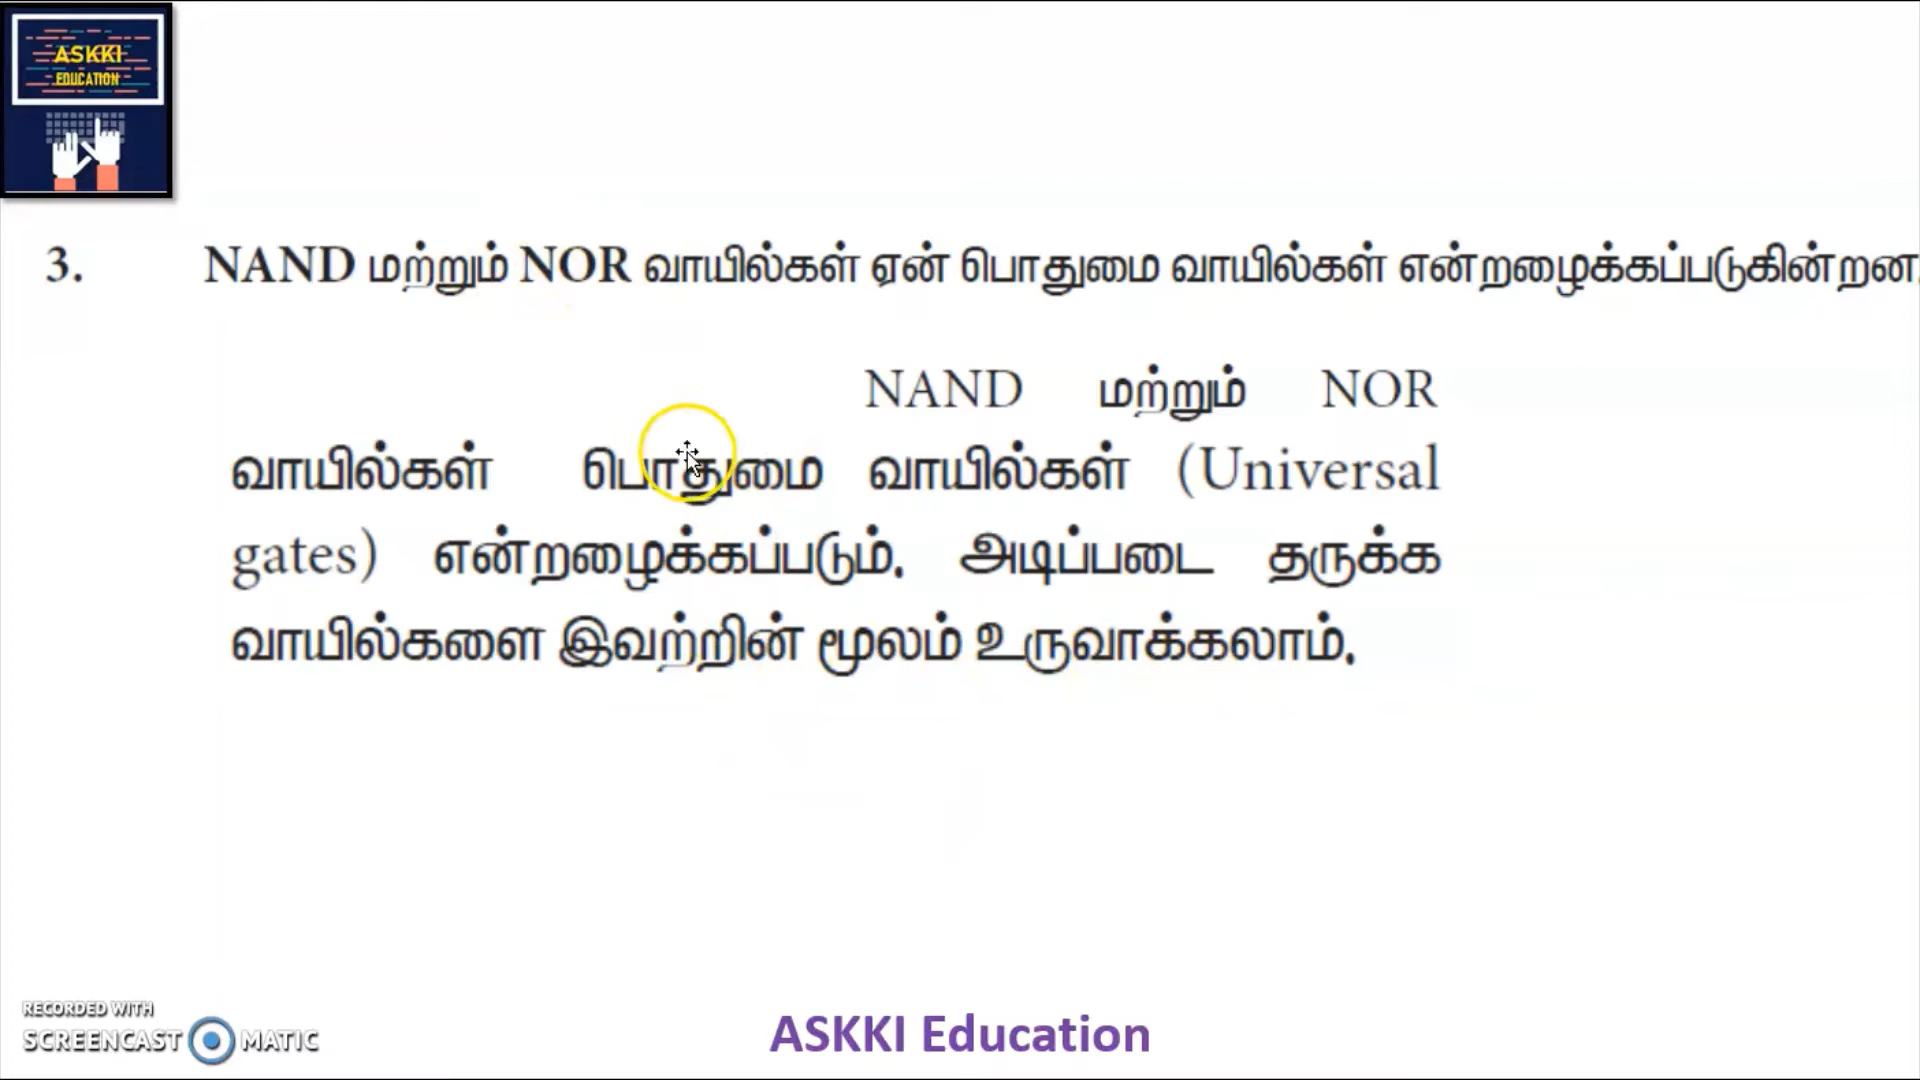 ASKKI
EDUCATION
3. NAND மற்றும் NOR வாயில்கள் ஏன் பொதுமை வாயில்கள் என்றழைக்கப்படுகின்றன
NAND மற்றும் NOR
வாயில்கள் பொதுமை வாயில்கள் (Universal
gates) என்றழைக்கப்படும். அடிப்படை தருக்க
வாயில்களை இவற்றின் மூலம் உருவாக்கலாம்.
RECORDED WITH
SCREENCAST MATIC
ASKKI Education